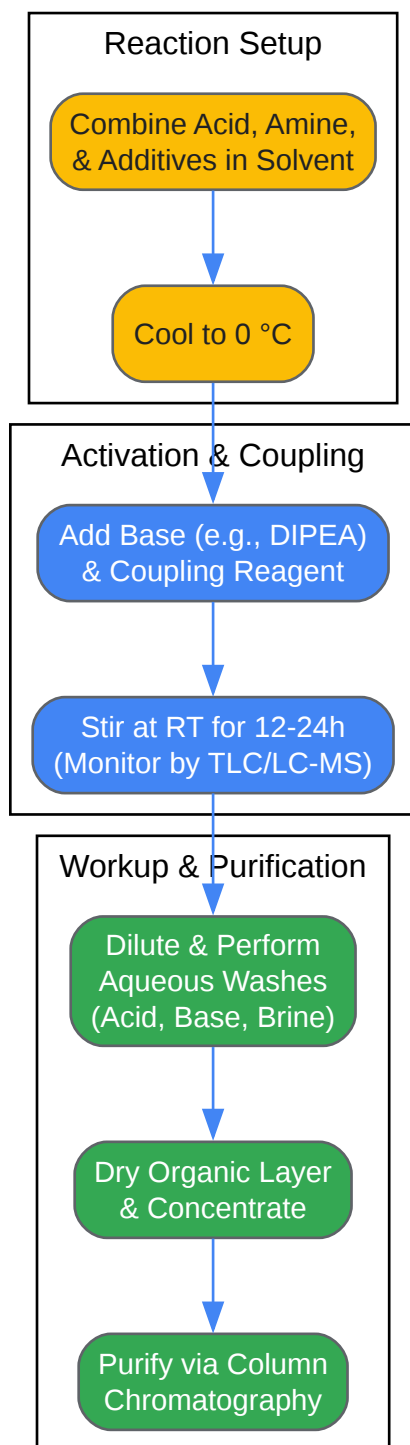 Reaction Setup
Combine Acid, Amine,
& Additives in Solvent
Cool to 0 °C
Activation & Coupling
Add Base (e.g., DIPEA)
& Coupling Reagent
Stir at RT for 12-24h
(Monitor by TLC/LC-MS)
Workup & Purification
Dilute & Perform
Aqueous Washes
(Acid, Base, Brine)
Dry Organic Layer
& Concentrate
Purify via Column
Chromatography